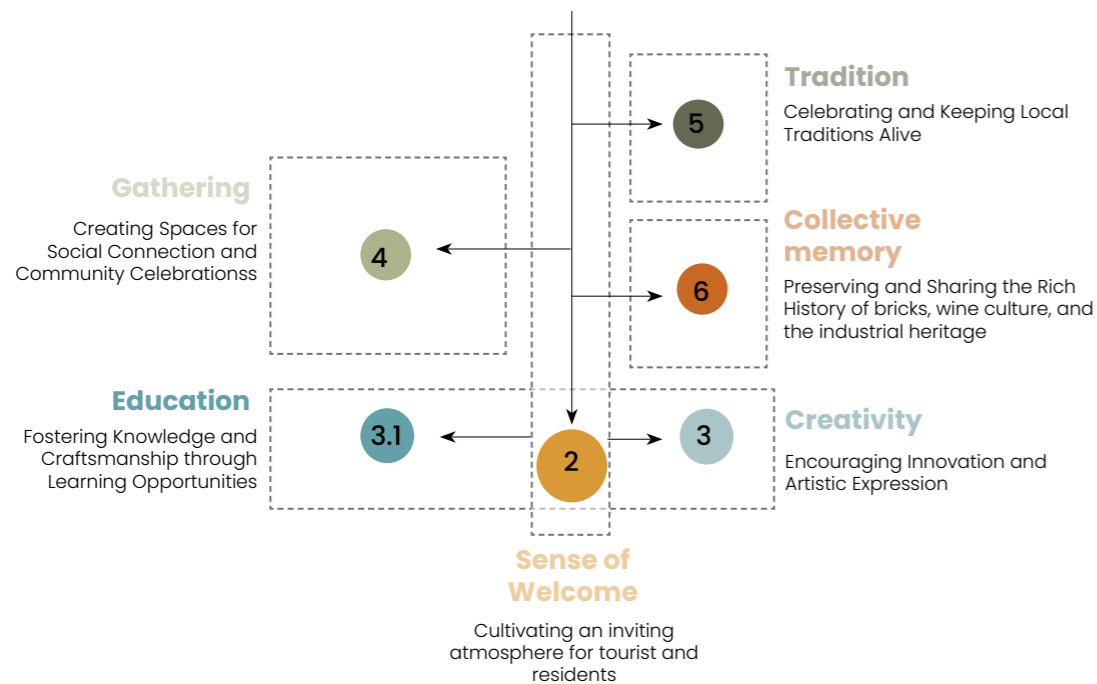 Tradition
Celebrating and Keeping Local
Traditions Alive
5
Gathering
Creating Spaces for
Social Connection and
Community Celebrationss
4
Collective
memory
Preserving and Sharing the Rich
History of bricks, wine culture, and
the industrial heritage
6
Education
Fostering Knowledge and
Craftsmanship through
Learning Opportunities
3.1
2
3
Creativity
Encouraging Innovation and
Artistic Expression
Sense of
Welcome
Cultivating an inviting
atmosphere for tourist and
residents